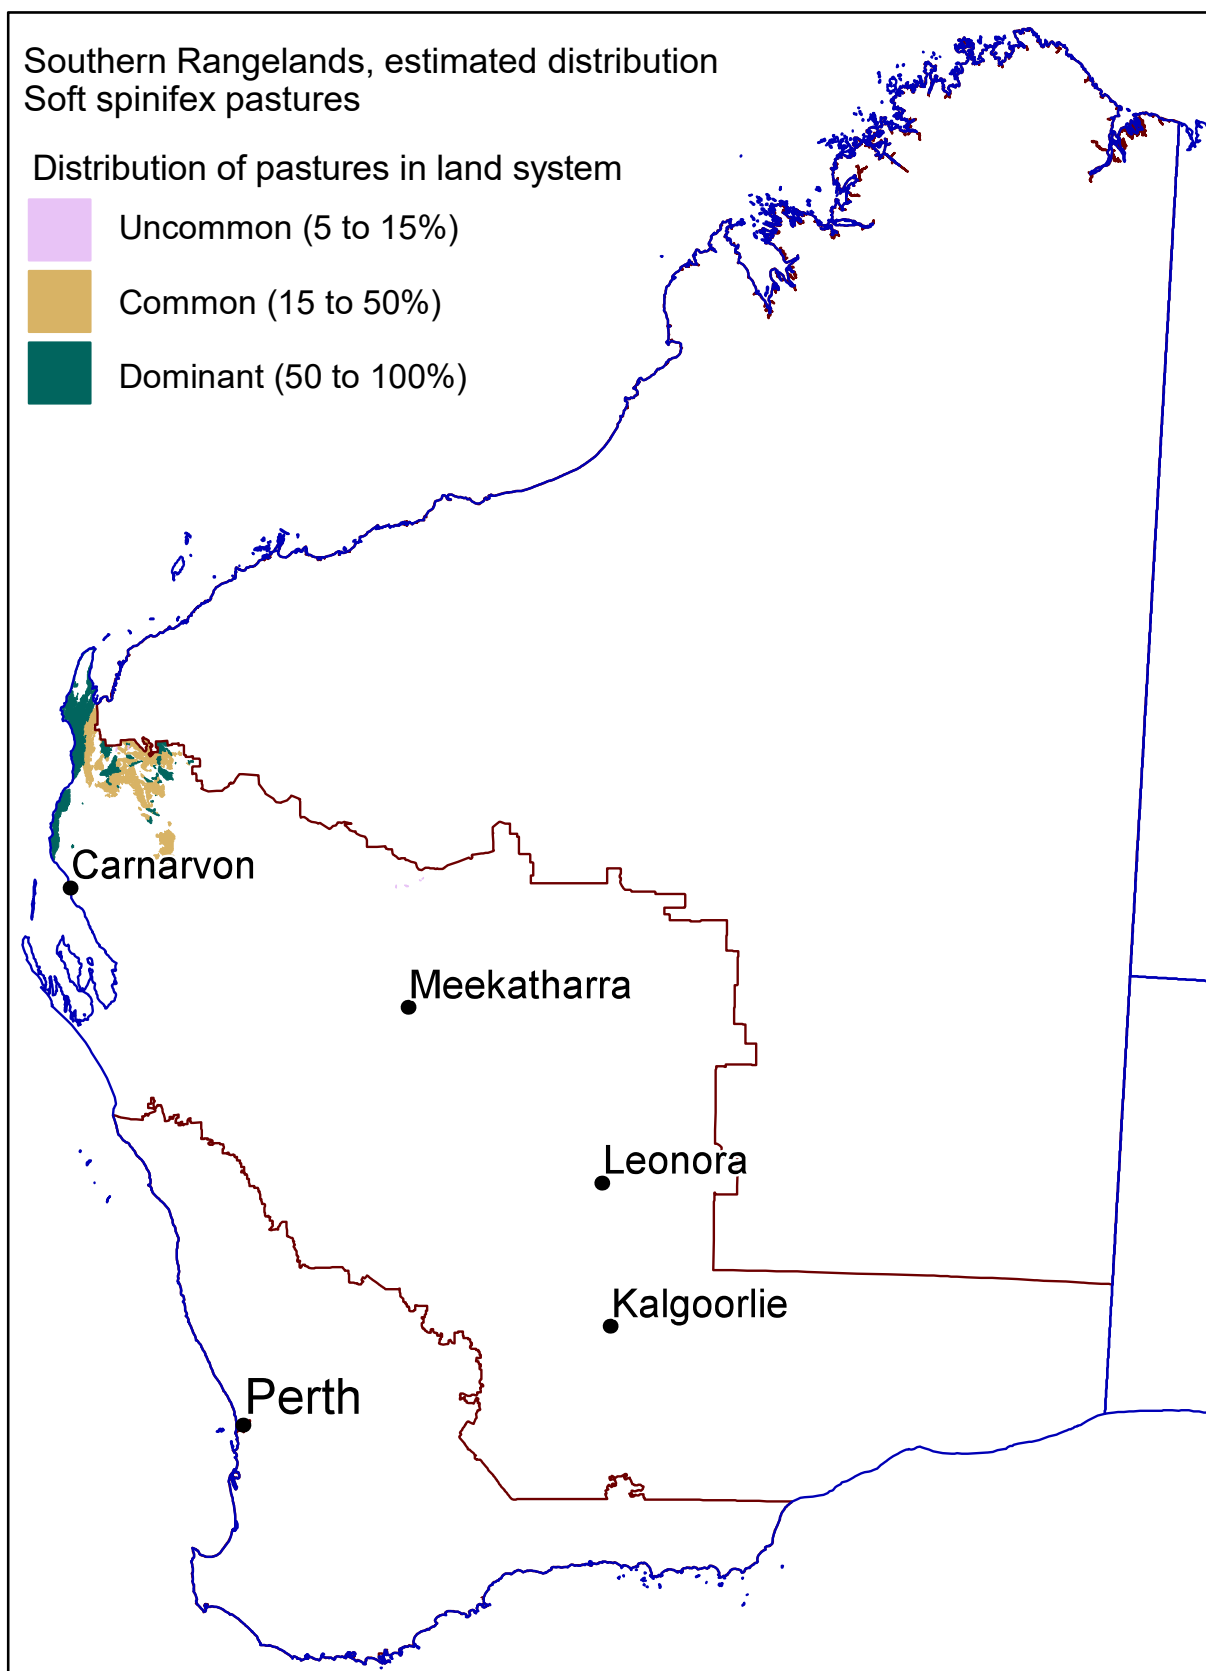 Southern Rangelands, estimated distribution
Soft spinifex pastures
Distribution of pastures in land system
Uncommon (5 to 15%)
Common (15 to 50%)
Dominant (50 to 100%)
Carnarvon
Meekatharra
Leonora
Kalgoorlie
Perth